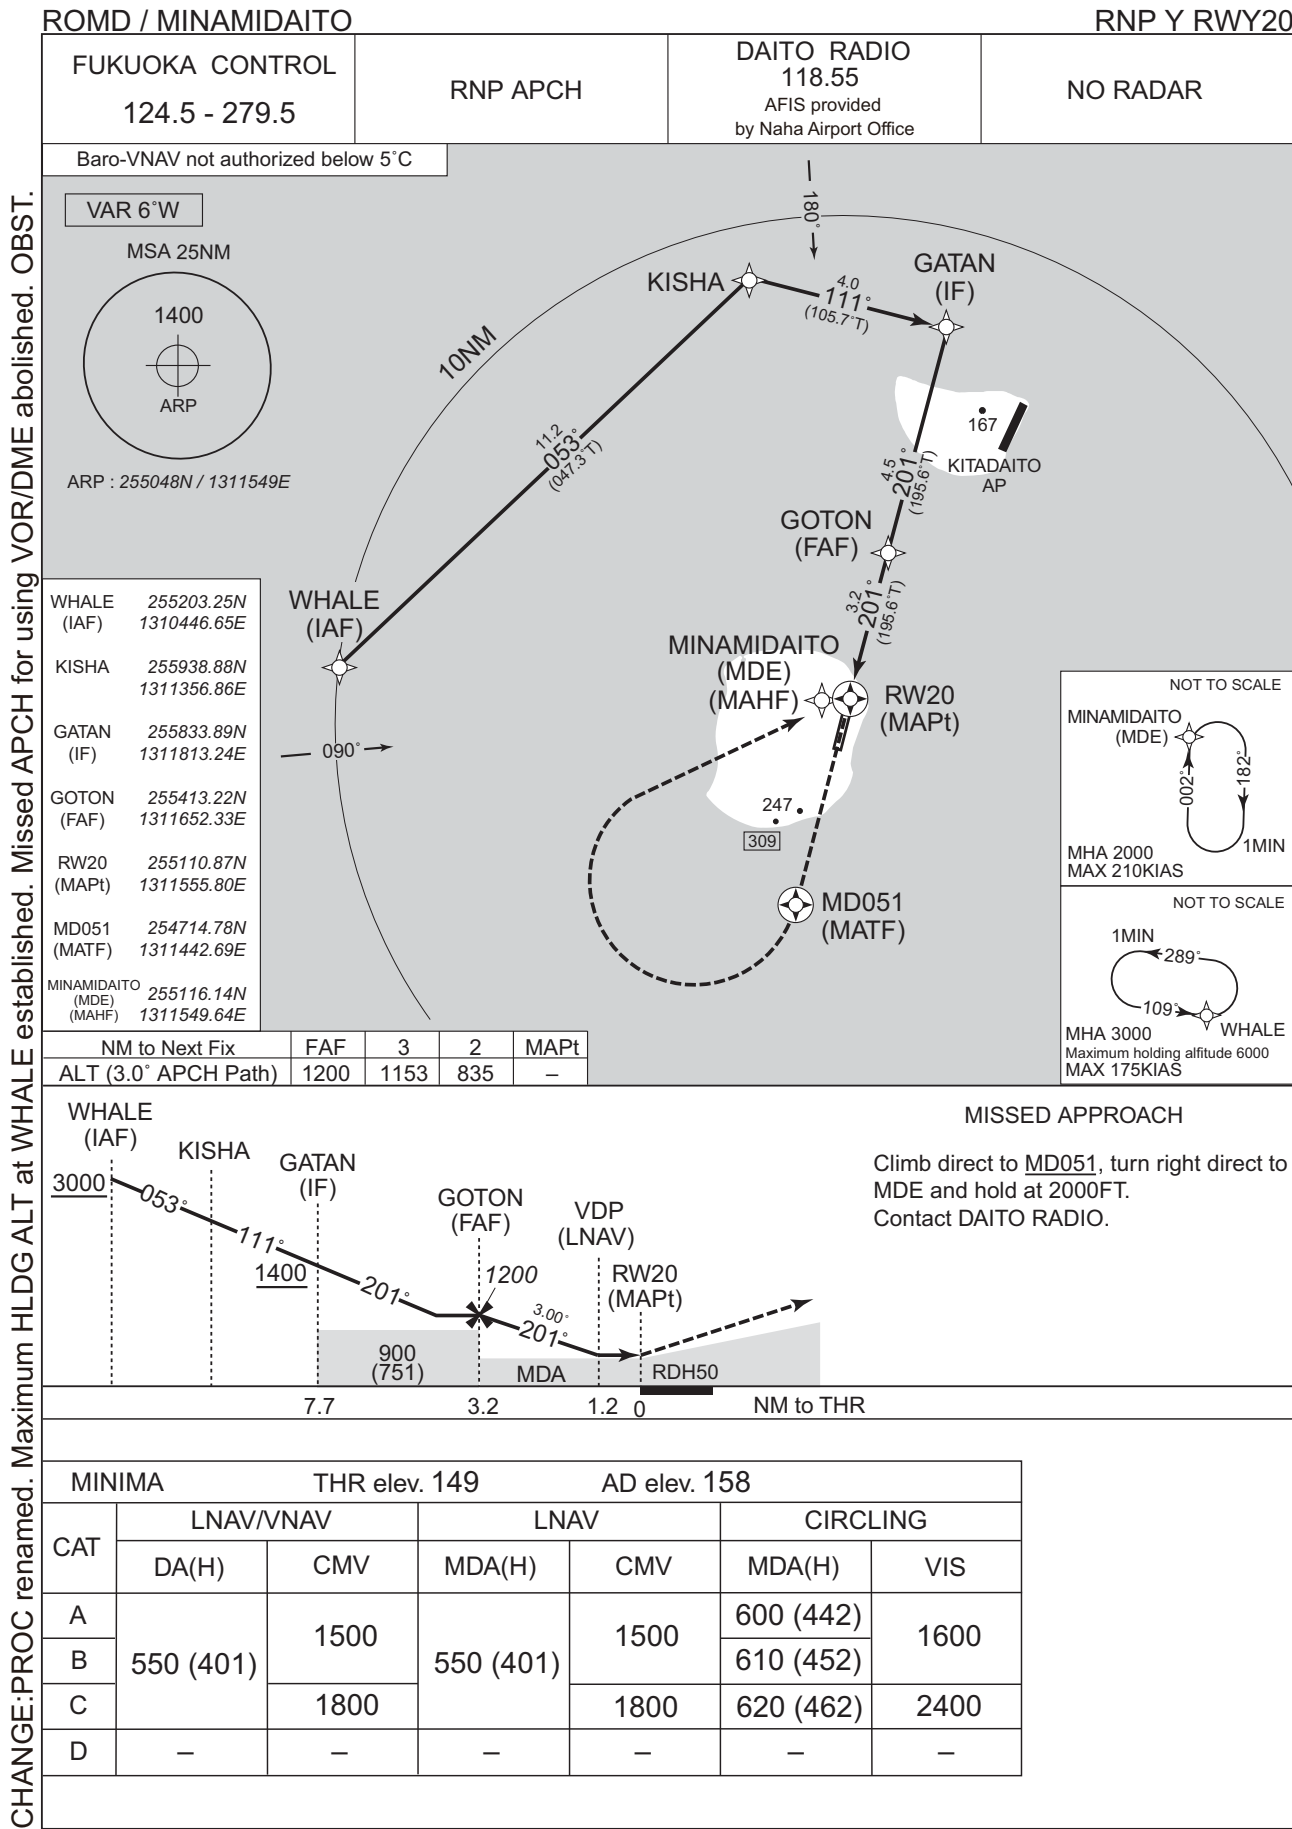 ROMD / MINAMIDAITO
RNP Y RWY20
FUKUOKA CONTROL
124.5 - 279.5
RNP APCH
DAITO RADIO
118.55
AFIS provided
by Naha Airport Office
NO RADAR
Baro-VNAV not authorized below 5˚C
VAR 6˚W
MSA 25NM
1400
ARP
ARP : 255048N / 1311549E
10NM
180˚
090˚
KISHA
4.0
111˚
(105.7˚T)
GATAN
(IF)
11.2
053˚
(047.3˚T)
167
KITADAITO
AP
4.5
201˚
(195.6˚T)
GOTON
(FAF)
3.2
201˚
(195.6˚T)
WHALE
(IAF)
MINAMIDAITO
(MDE)
(MAHF)
RW20
(MAPt)
247
309
MD051
(MATF)
WHALE 255203.25N
(IAF) 1310446.65E
KISHA 255938.88N
1311356.86E
GATAN 255833.89N
(IF) 1311813.24E
GOTON 255413.22N
(FAF) 1311652.33E
RW20 255110.87N
(MAPt) 1311555.80E
MD051 254714.78N
(MATF) 1311442.69E
MINAMIDAITO
(MDE) 255116.14N
(MAHF) 1311549.64E
NOT TO SCALE
MINAMIDAITO
(MDE)
002˚
182˚
1MIN
MHA 2000
MAX 210KIAS
NOT TO SCALE
1MIN
289˚
109˚
WHALE
MHA 3000
Maximum holding alfitude 6000
MAX 175KIAS
NM to Next Fix FAF 3 2 MAPt
ALT (3.0˚ APCH Path) 1200 1153 835 –
WHALE
(IAF)
KISHA
GATAN
(IF)
GOTON
(FAF)
VDP
(LNAV)
RW20
(MAPt)
3000
053˚
111˚
1400
201˚
1200
3.00˚
201˚
900
(751)
MDA
RDH50
7.7 3.2 1.2 0 NM to THR
MISSED APPROACH
Climb direct to MD051, turn right direct to
MDE and hold at 2000FT.
Contact DAITO RADIO.
MINIMA THR elev. 149 AD elev. 158
CAT LNAV/VNAV LNAV CIRCLING
DA(H) CMV MDA(H) CMV MDA(H) VIS
A 550 (401) 1500 550 (401) 1500 600 (442) 1600
B 610 (452)
C 1800 1800 620 (462) 2400
D – – – – – –
CHANGE:PROC renamed. Maximum HLDG ALT at WHALE established. Missed APCH for using VOR/DME abolished. OBST.